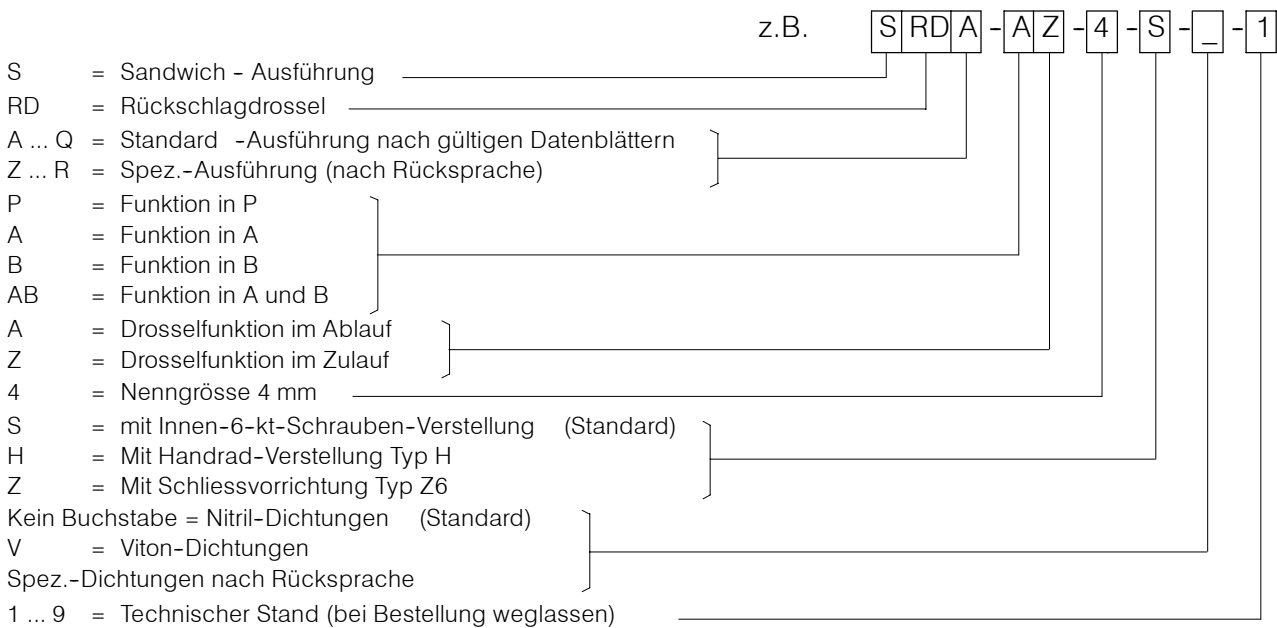 z.B. S RD A - A Z - 4 - S - _ - 1
S = Sandwich - Ausführung
RD = Rückschlagdrossel
A ... Q = Standard -Ausführung nach gültigen Datenblättern
Z ... R = Spez.-Ausführung (nach Rücksprache)
P = Funktion in P
A = Funktion in A
B = Funktion in B
AB = Funktion in A und B
A = Drosselfunktion im Ablauf
Z = Drosselfunktion im Zulauf
4 = Nenngrösse 4 mm
S = mit Innen-6-kt-Schrauben-Verstellung (Standard)
H = Mit Handrad-Verstellung Typ H
Z = Mit Schliessvorrichtung Typ Z6
Kein Buchstabe = Nitril-Dichtungen (Standard)
V = Viton-Dichtungen
Spez.-Dichtungen nach Rücksprache
1 ... 9 = Technischer Stand (bei Bestellung weglassen)